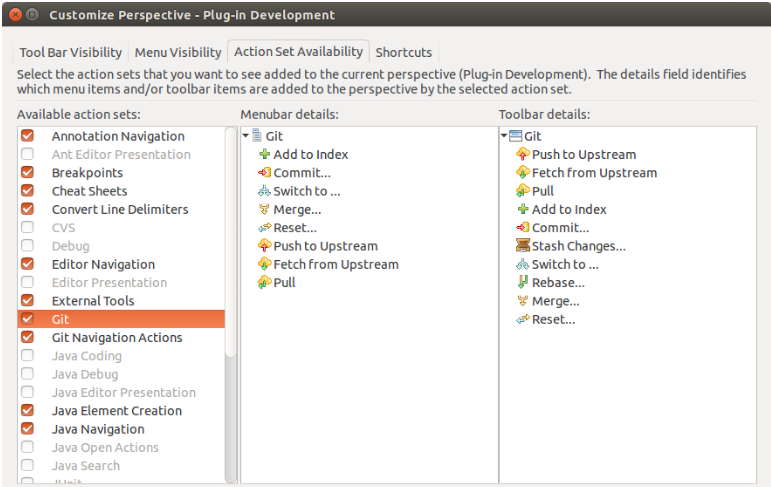 Customize Perspective - Plug-in Development
Tool Bar Visibility Menu Visibility Action Set Availability Shortcuts
Select the action sets that you want to see added to the current perspective (Plug-in Development). The details field identifies
which menu items and/or toolbar items are added to the perspective by the selected action set.
Available action sets:
Annotation Navigation
Ant Editor Presentation
Breakpoints
Cheat Sheets
Convert Line Delimiters
CVS
Debug
Editor Navigation
Editor Presentation
External Tools
Git
Git Navigation Actions
Java Coding
Java Debug
Java Editor Presentation
Java Element Creation
Java Navigation
Java Open Actions
Java Search
JUnit
Menubar details:
Git
Add to Index
Commit...
Switch to ...
Merge...
Reset...
Push to Upstream
Fetch from Upstream
Pull
Toolbar details:
Git
Push to Upstream
Fetch from Upstream
Pull
Add to Index
Commit...
Stash Changes...
Switch to ...
Rebase...
Merge...
Reset...